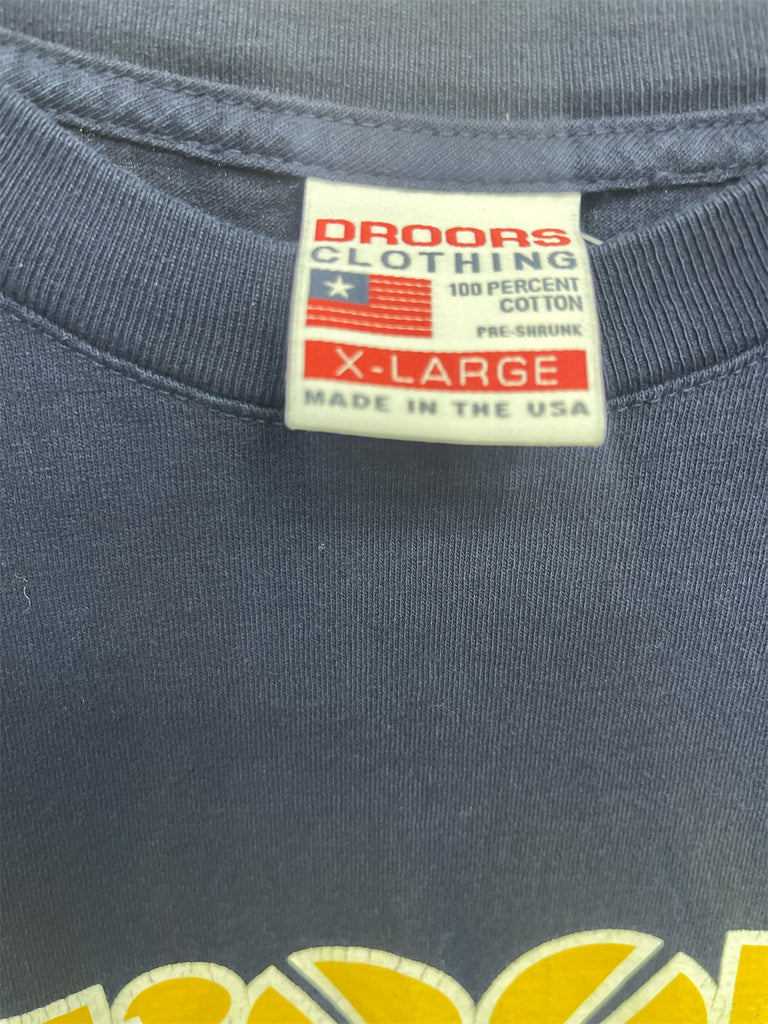 DROORS
CLOTHING
100 PERCENT
COTTON
PRE-SHRUNK
X-LARGE
MADE IN THE USA